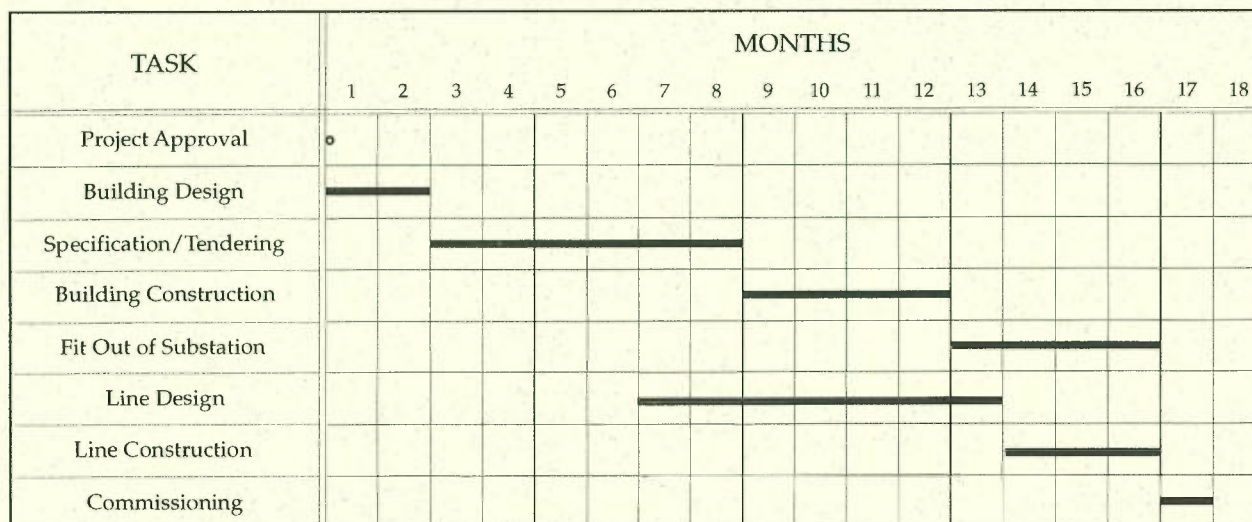 TASK
MONTHS
1 2 3 4 5 6 7 8 9 10 11 12 13 14 15 16 17 18
Project Approval
Building Design
Specification/Tendering
Building Construction
Fit Out of Substation
Line Design
Line Construction
Commissioning